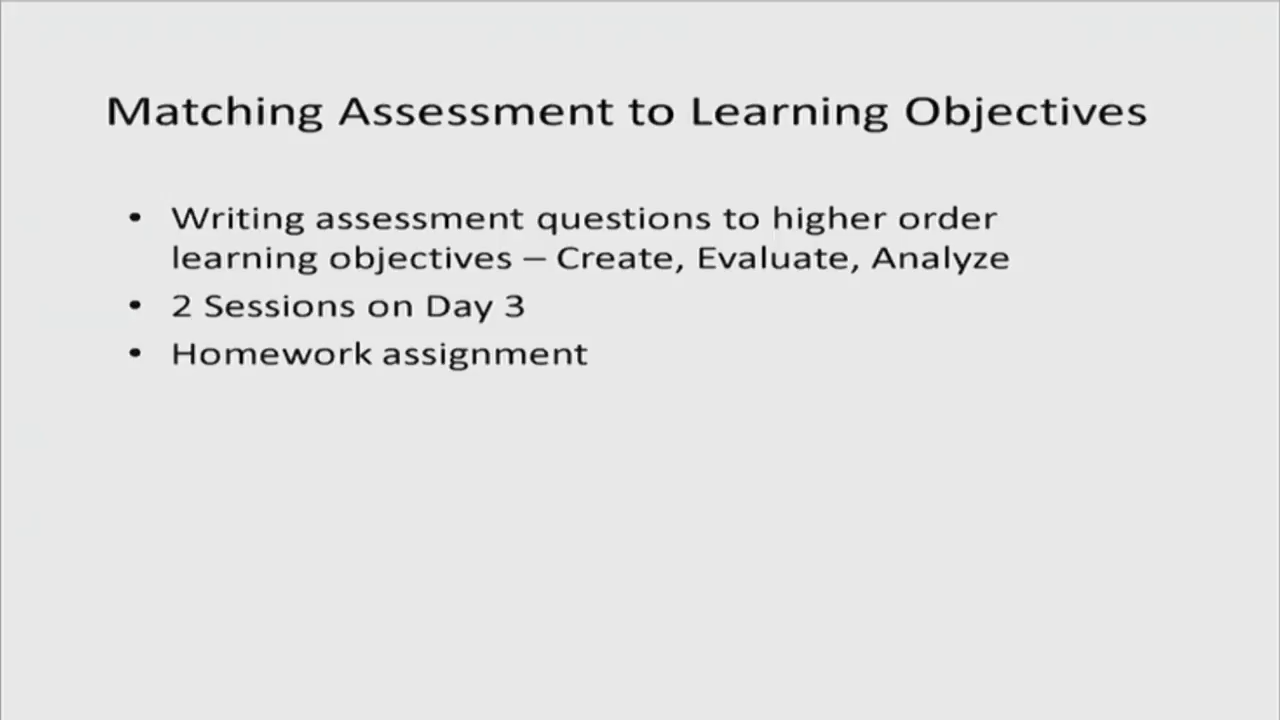 Matching Assessment to Learning Objectives
• Writing assessment questions to higher order
learning objectives – Create, Evaluate, Analyze
• 2 Sessions on Day 3
• Homework assignment